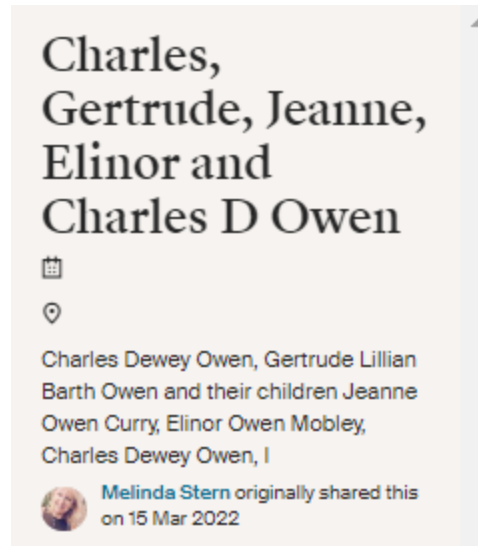 Charles,
Gertrude, Jeanne,
Elinor and
Charles D Owen
Charles Dewey Owen, Gertrude Lillian
Barth Owen and their children Jeanne
Owen Curry, Elinor Owen Mobley,
Charles Dewey Owen, I
Melinda Stern originally shared this
on 15 Mar 2022